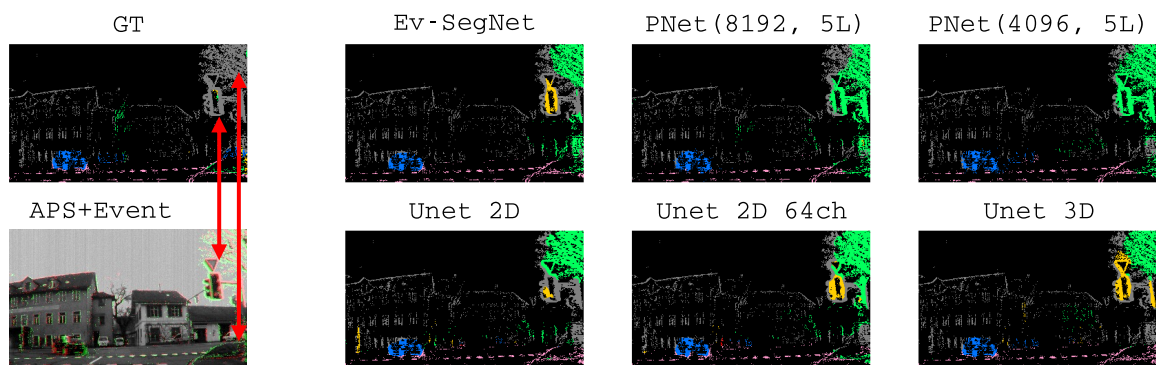 GT
Ev-SegNet
PNet(8192, 5L)
PNet(4096, 5L)
APS+Event
Unet 2D
Unet 2D 64ch
Unet 3D